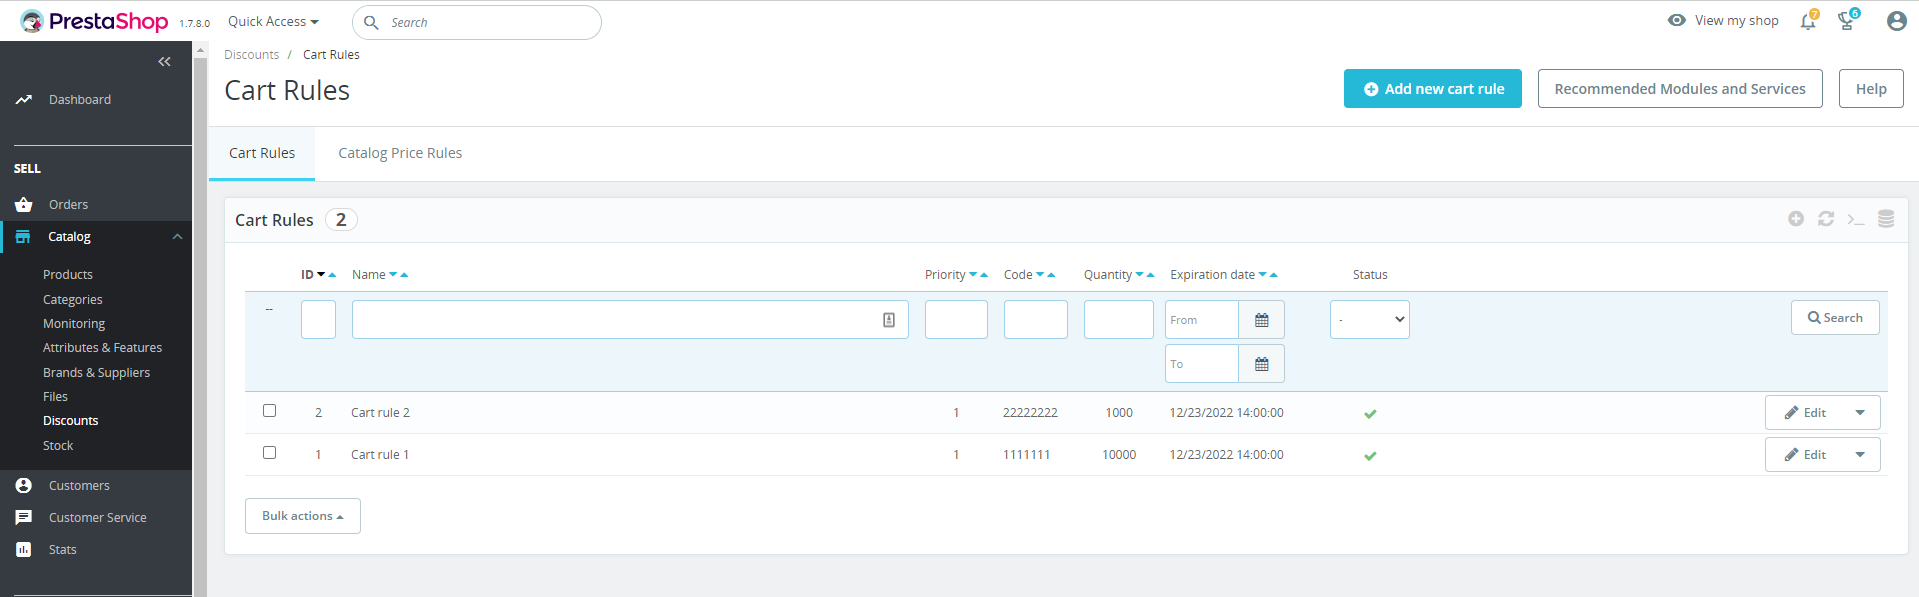 PrestaShop 1.7.8.0 Quick Access Search View my shop 7 6
Discounts / Cart Rules
Cart Rules
Add new cart rule Recommended Modules and Services Help
Cart Rules Catalog Price Rules
Dashboard
SELL
Orders
Catalog
Products
Categories
Monitoring
Attributes & Features
Brands & Suppliers
Files
Discounts
Stock
Customers
Customer Service
Stats
Cart Rules 2
ID Name Priority Code Quantity Expiration date Status
-- From - Search
To
2 Cart rule 2 1 22222222 1000 12/23/2022 14:00:00 Edit
1 Cart rule 1 1 1111111 10000 12/23/2022 14:00:00 Edit
Bulk actions